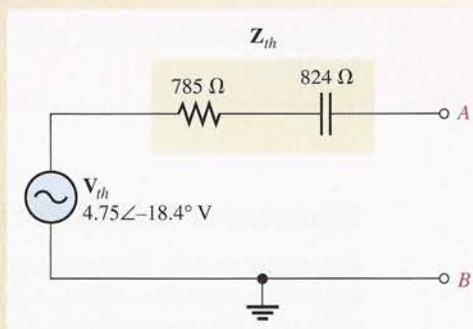 Z_th
785 Ω
824 Ω
A
V_th
4.75∠–18.4° V
B